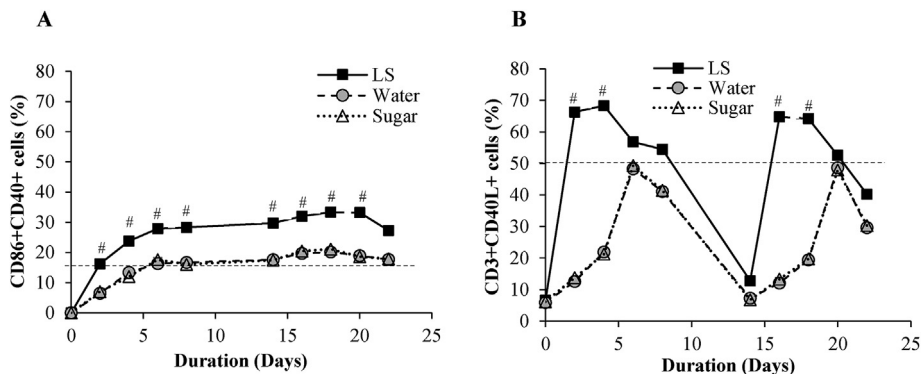 A
CD86+CD40+ cells (%)
80
70
60
50
40
30
20
10
0
LS
Water
Sugar
# # # # # # # #
0 5 10 15 20 25
Duration (Days)
B
CD3+CD40L+ cells (%)
80
70
60
50
40
30
20
10
0
LS
Water
Sugar
# # # #
0 5 10 15 20 25
Duration (Days)